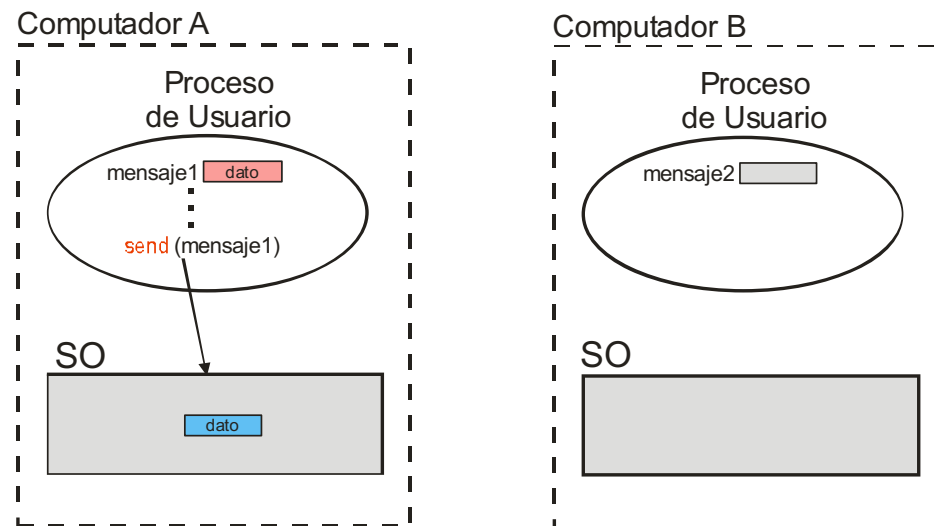 Computador A
Proceso
de Usuario
mensaje1 dato
send (mensaje1)
SO
dato
Computador B
Proceso
de Usuario
mensaje2
SO